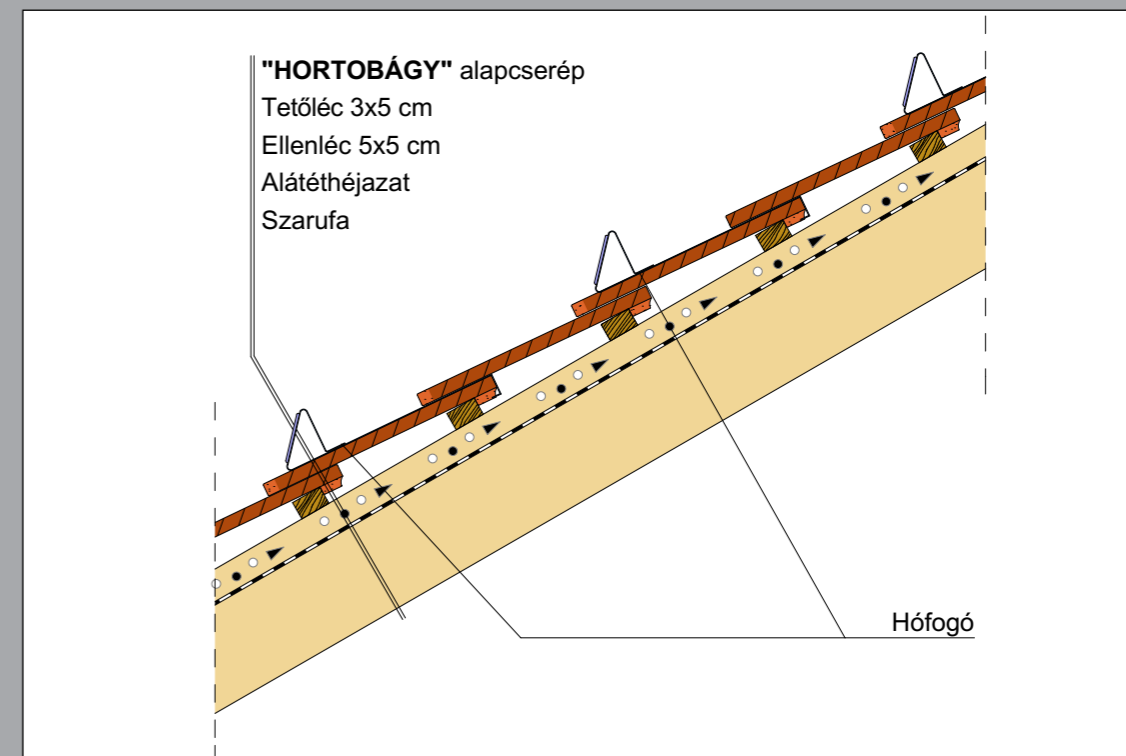 "HORTOBÁGY" alapcserép
Tetőléc 3x5 cm
Ellenléc 5x5 cm
Alátéthéjazat
Szarufa
Hófogó